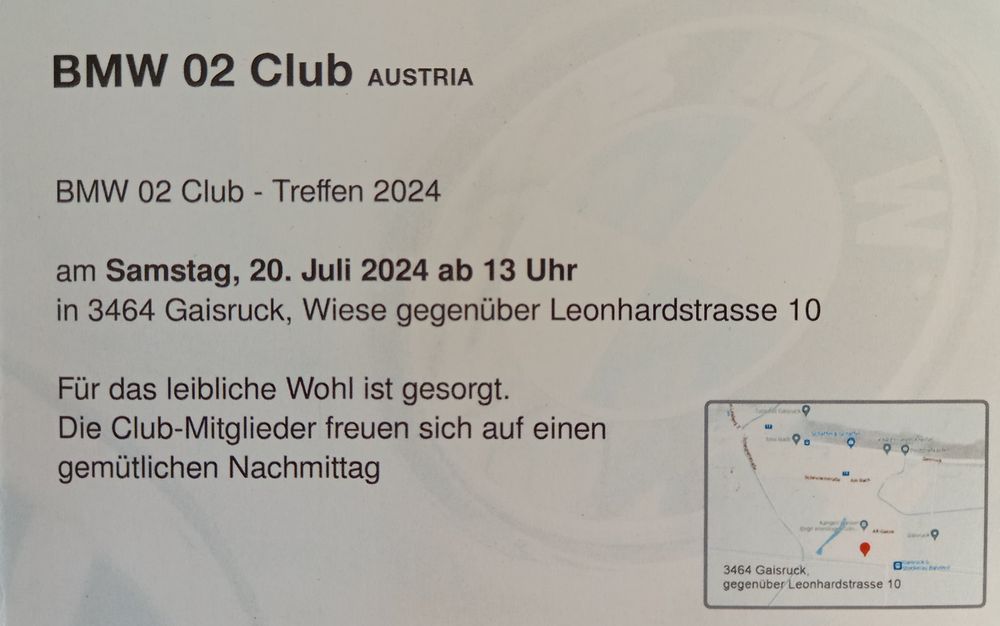 BMW 02 Club AUSTRIA
BMW 02 Club - Treffen 2024
am Samstag, 20. Juli 2024 ab 13 Uhr
in 3464 Gaisruck, Wiese gegenüber Leonhardstrasse 10
Für das leibliche Wohl ist gesorgt.
Die Club-Mitglieder freuen sich auf einen
gemütlichen Nachmittag
3464 Gaisruck,
gegenüber Leonhardstrasse 10